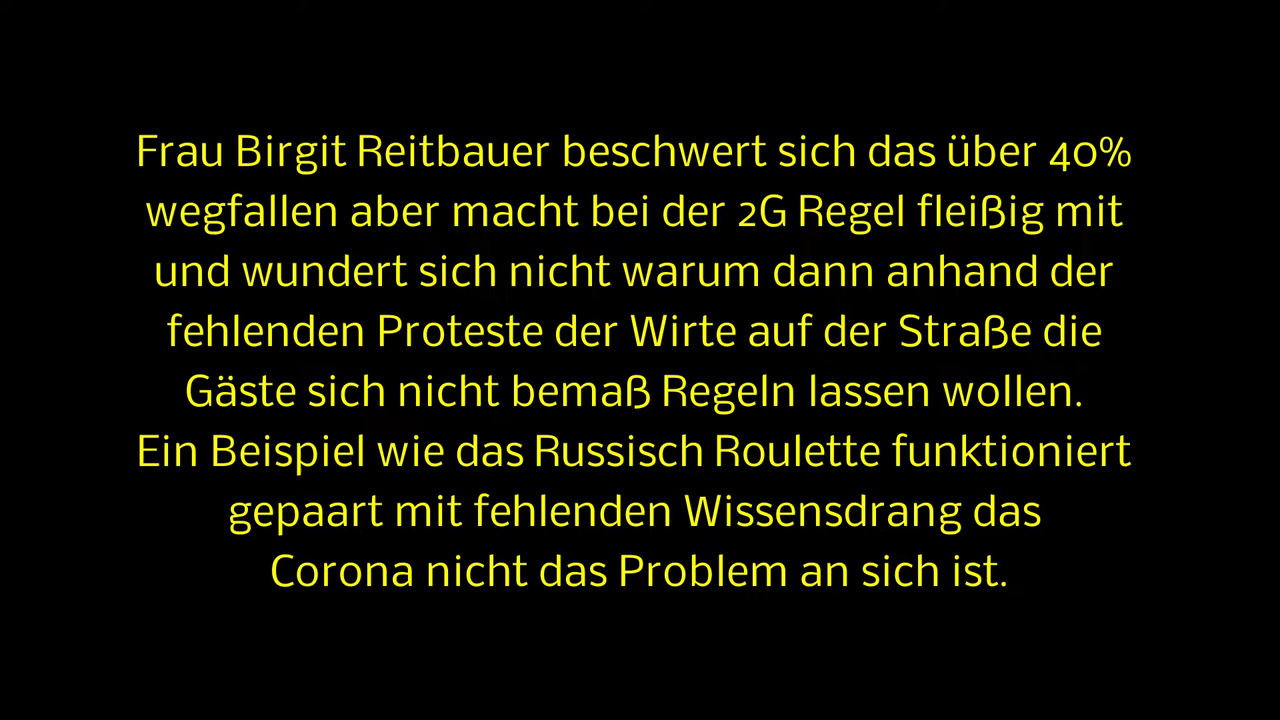 Frau Birgit Reitbauer beschwert sich das über 40%
wegfallen aber macht bei der 2G Regel fleißig mit
und wundert sich nicht warum dann anhand der
fehlenden Proteste der Wirte auf der Straße die
Gäste sich nicht bemaß Regeln lassen wollen.
Ein Beispiel wie das Russisch Roulette funktioniert
gepaart mit fehlenden Wissensdrang das
Corona nicht das Problem an sich ist.